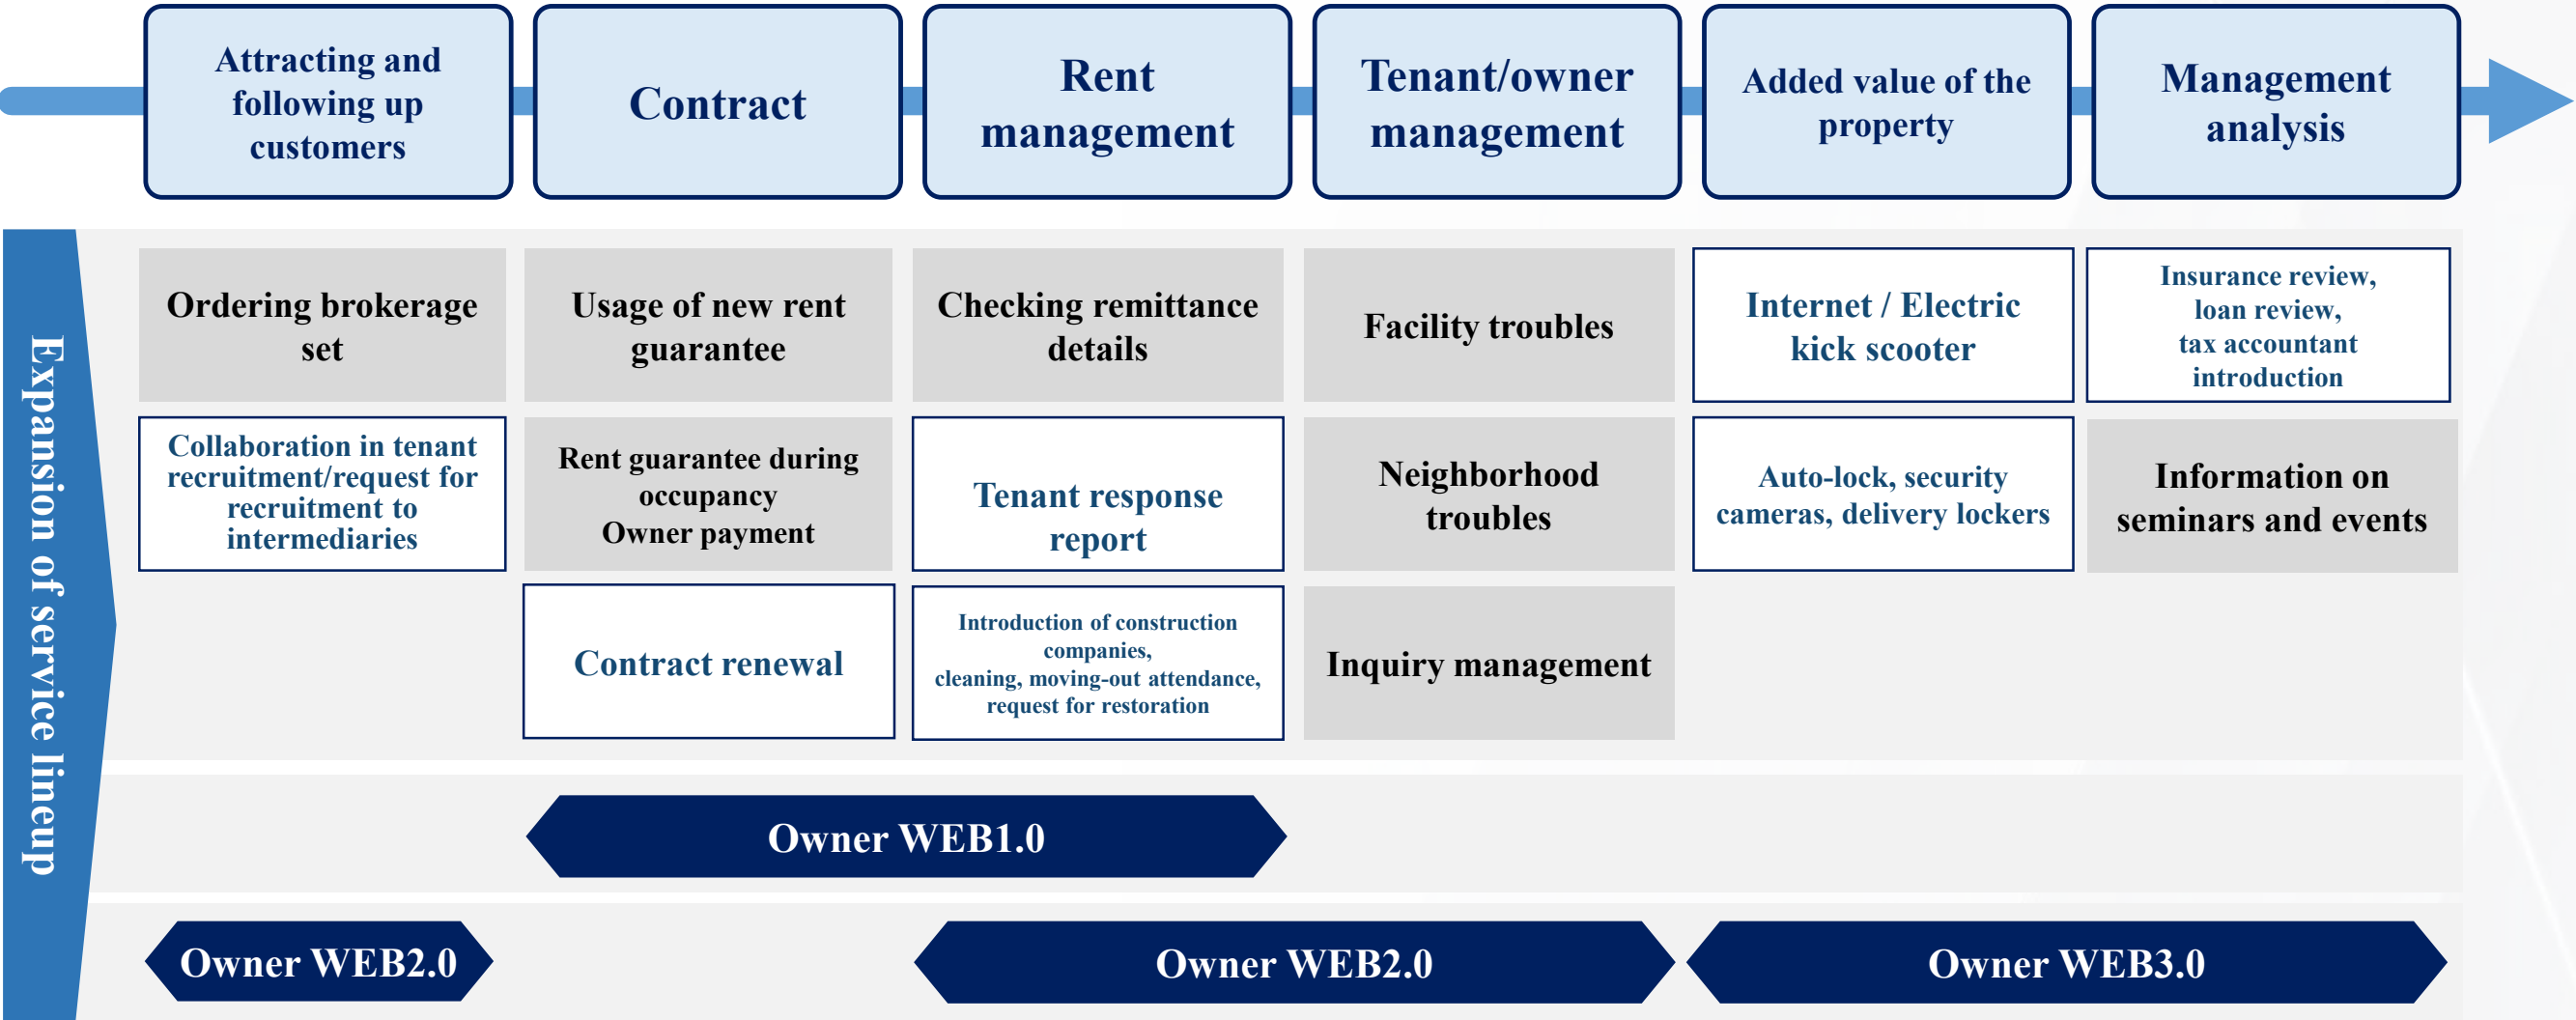 Attracting and
following up
customers
Contract
Rent
management
Tenant/owner
management
Added value of the
property
Management
analysis
Expansion of service lineup
Ordering brokerage
set
Usage of new rent
guarantee
Checking remittance
details
Facility troubles
Internet / Electric
kick scooter
Insurance review,
loan review,
tax accountant
introduction
Collaboration in tenant
recruitment/request for
recruitment to
intermediaries
Rent guarantee during
occupancy
Owner payment
Tenant response
report
Neighborhood
troubles
Auto-lock, security
cameras, delivery lockers
Information on
seminars and events
Contract renewal
Introduction of construction
companies,
cleaning, moving-out attendance,
request for restoration
Inquiry management
Owner WEB1.0
Owner WEB2.0
Owner WEB2.0
Owner WEB3.0